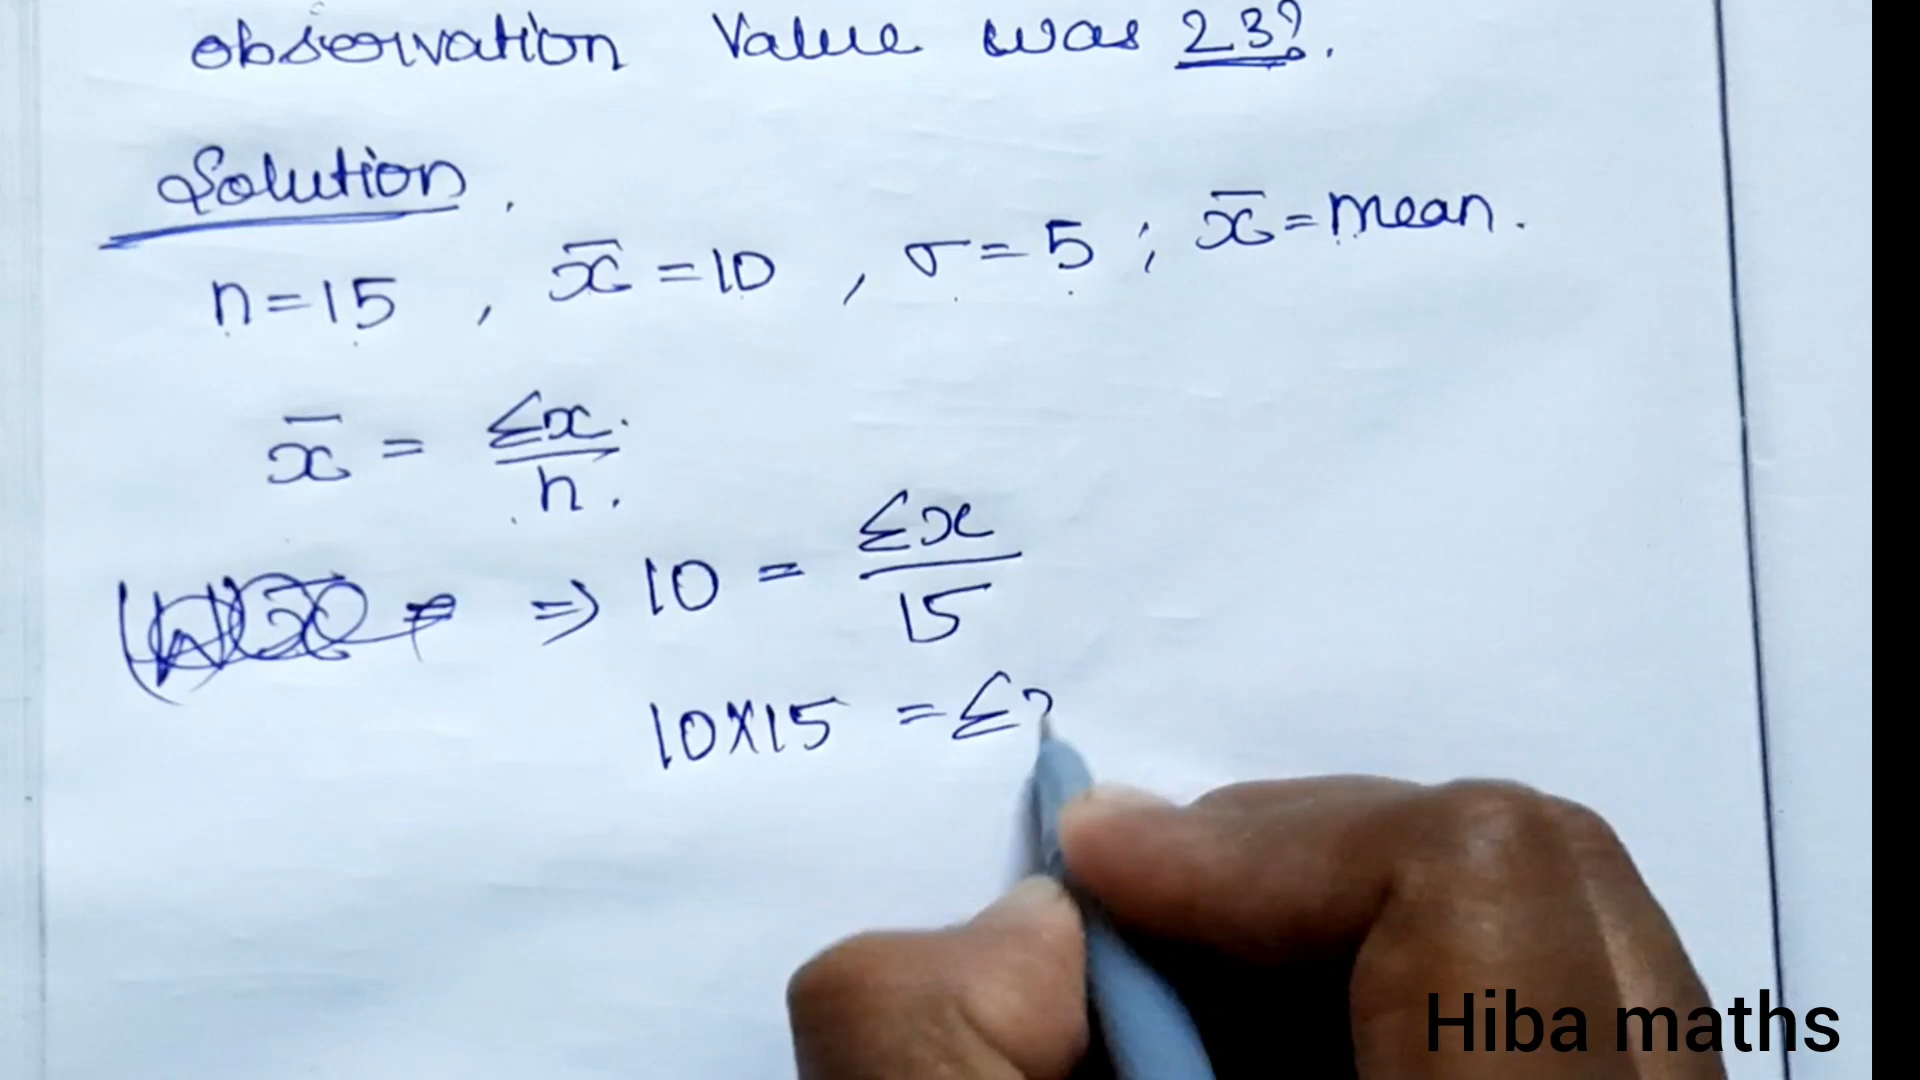 observation Value was 23?.
Solution.
n=15 , x̄ =10 , σ=5 ; x̄ =mean.
x̄ = Σx/n.
⇒ 10 = Σx/15
10×15 = Σ
Hiba maths